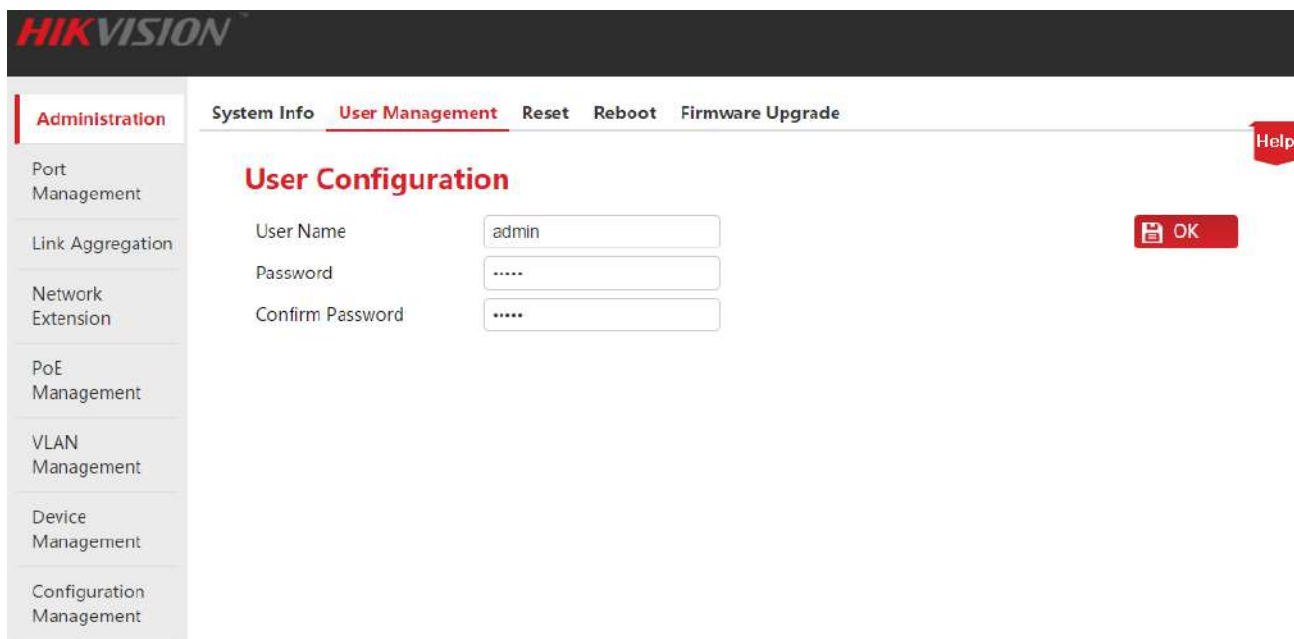 HIKVISION™
Administration
System Info User Management Reset Reboot Firmware Upgrade
Help
Port
Management
Link Aggregation
Network
Extension
PoE
Management
VLAN
Management
Device
Management
Configuration
Management
User Configuration
User Name admin
OK
Password •••••
Confirm Password •••••